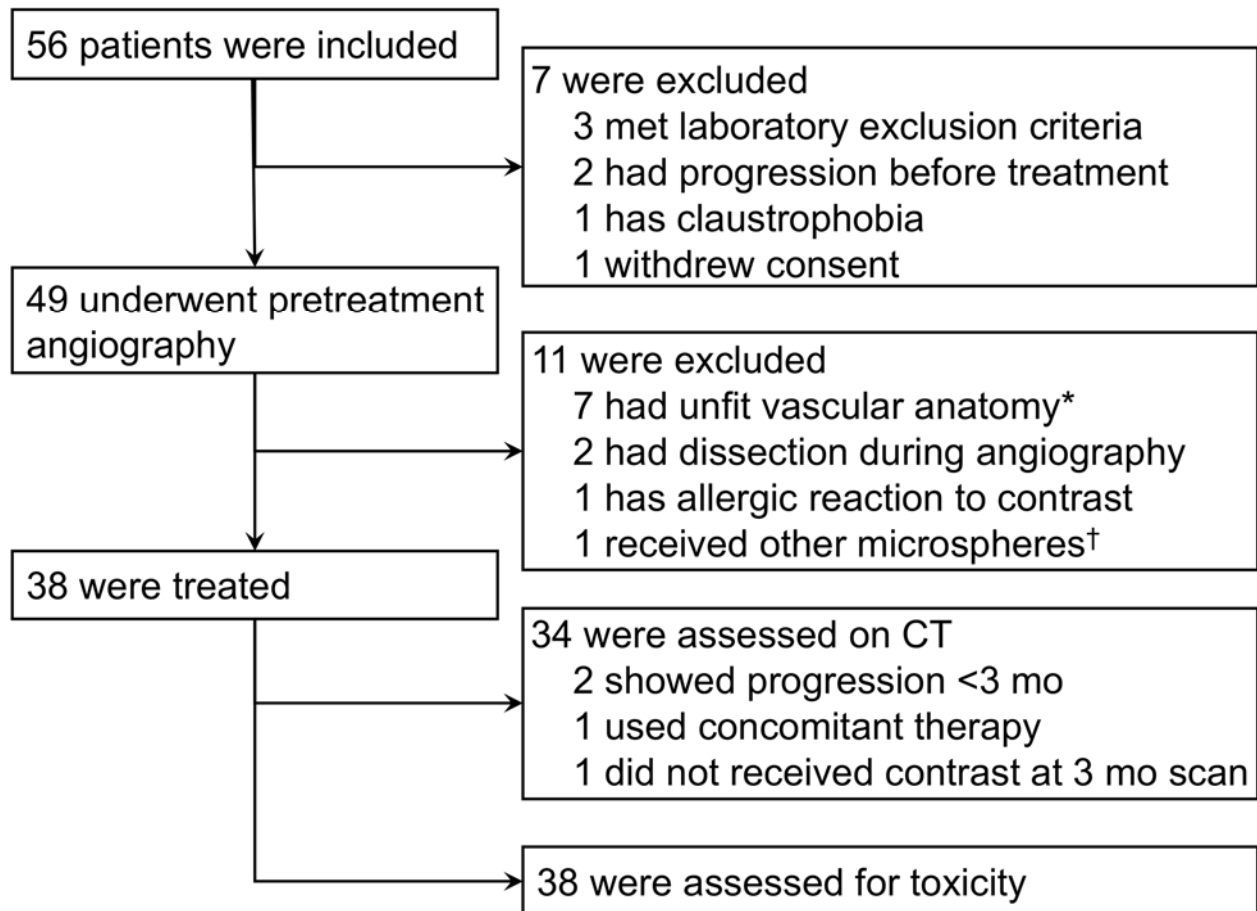 56 patients were included
7 were excluded
3 met laboratory exclusion criteria
2 had progression before treatment
1 has claustrophobia
1 withdrew consent
49 underwent pretreatment
angiography
11 were excluded
7 had unfit vascular anatomy*
2 had dissection during angiography
1 has allergic reaction to contrast
1 received other microspheres†
38 were treated
34 were assessed on CT
2 showed progression <3 mo
1 used concomitant therapy
1 did not received contrast at 3 mo scan
38 were assessed for toxicity